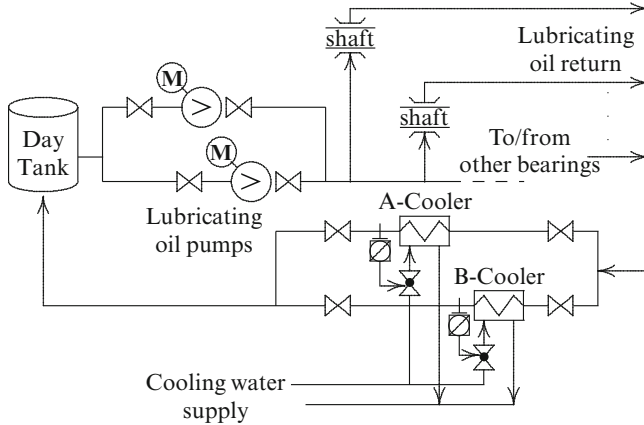 shaft
Lubricating
oil return
M
shaft
Day
Tank
M
To/from
other bearings
Lubricating
oil pumps
A-Cooler
B-Cooler
Cooling water
supply